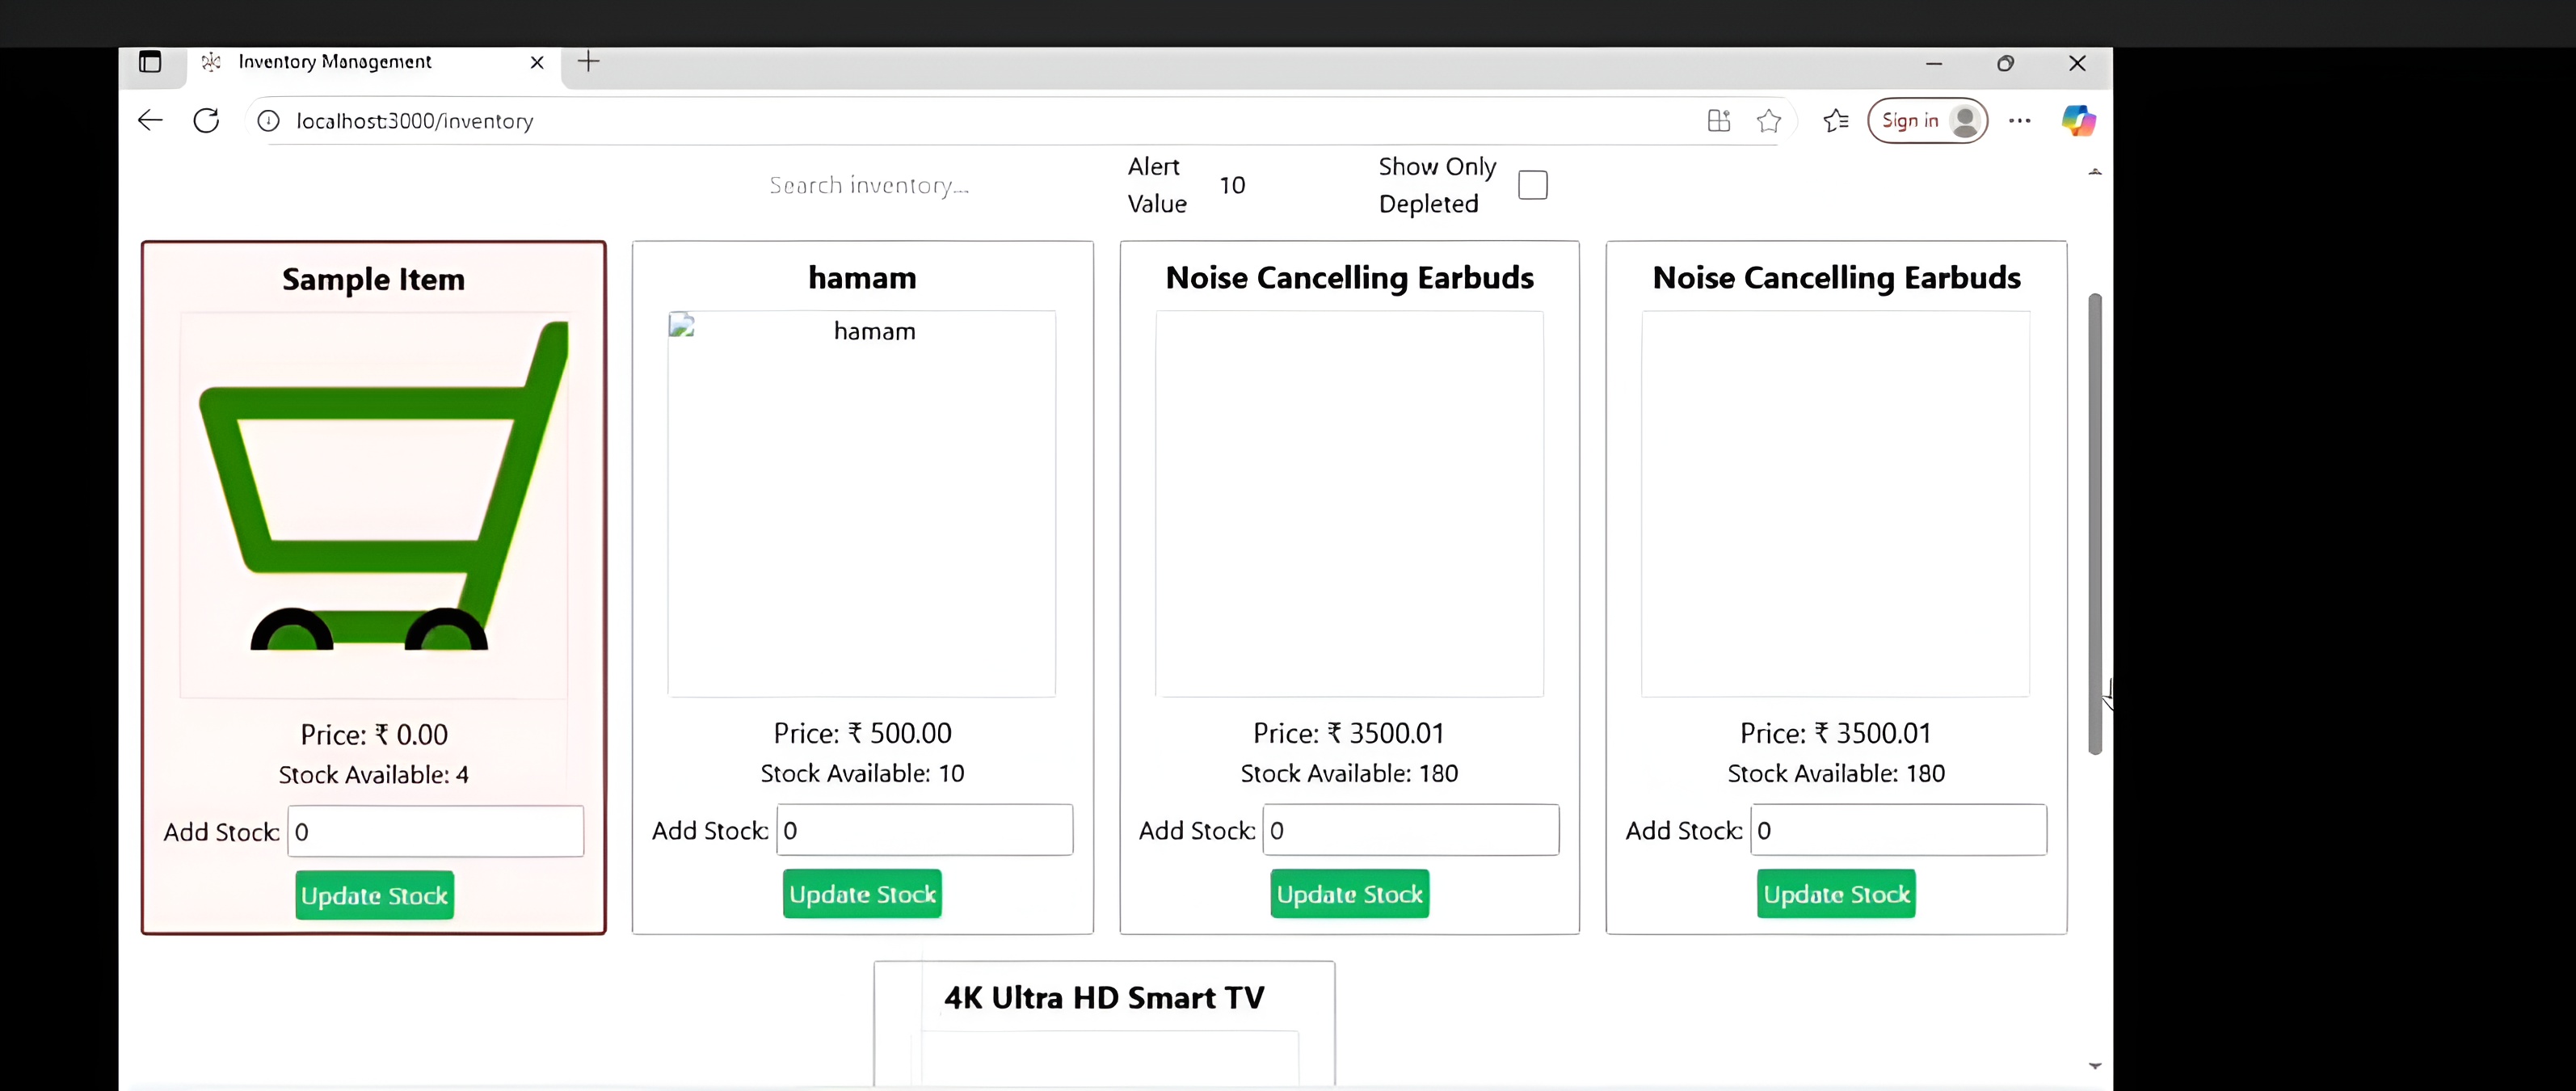 Inventory Management
localhost:3000/inventory
Sign in
Search inventory...
Alert
Value
10
Show Only
Depleted
Sample Item
Price: ₹ 0.00
Stock Available: 4
Add Stock: 0
Update Stock
hamam
hamam
Price: ₹ 500.00
Stock Available: 10
Add Stock: 0
Update Stock
Noise Cancelling Earbuds
Price: ₹ 3500.01
Stock Available: 180
Add Stock: 0
Update Stock
Noise Cancelling Earbuds
Price: ₹ 3500.01
Stock Available: 180
Add Stock: 0
Update Stock
4K Ultra HD Smart TV